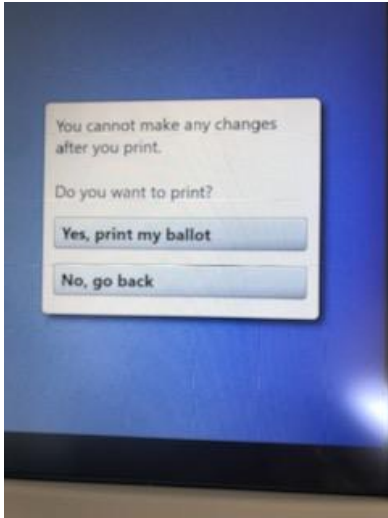 You cannot make any changes
after you print.
Do you want to print?
Yes, print my ballot
No, go back